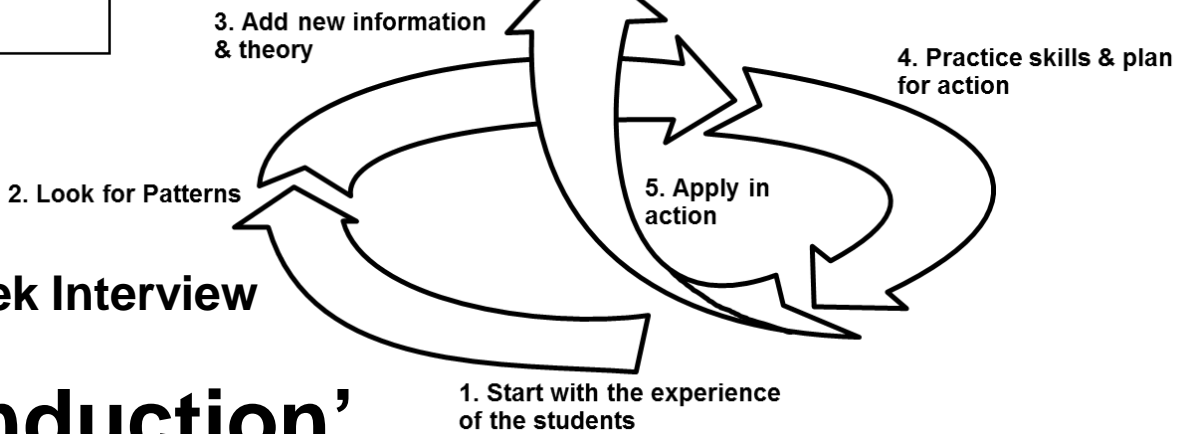 3. Add new information
& theory
4. Practice skills & plan
for action
2. Look for Patterns
5. Apply in
action
Interview
1. Start with the experience
of the students